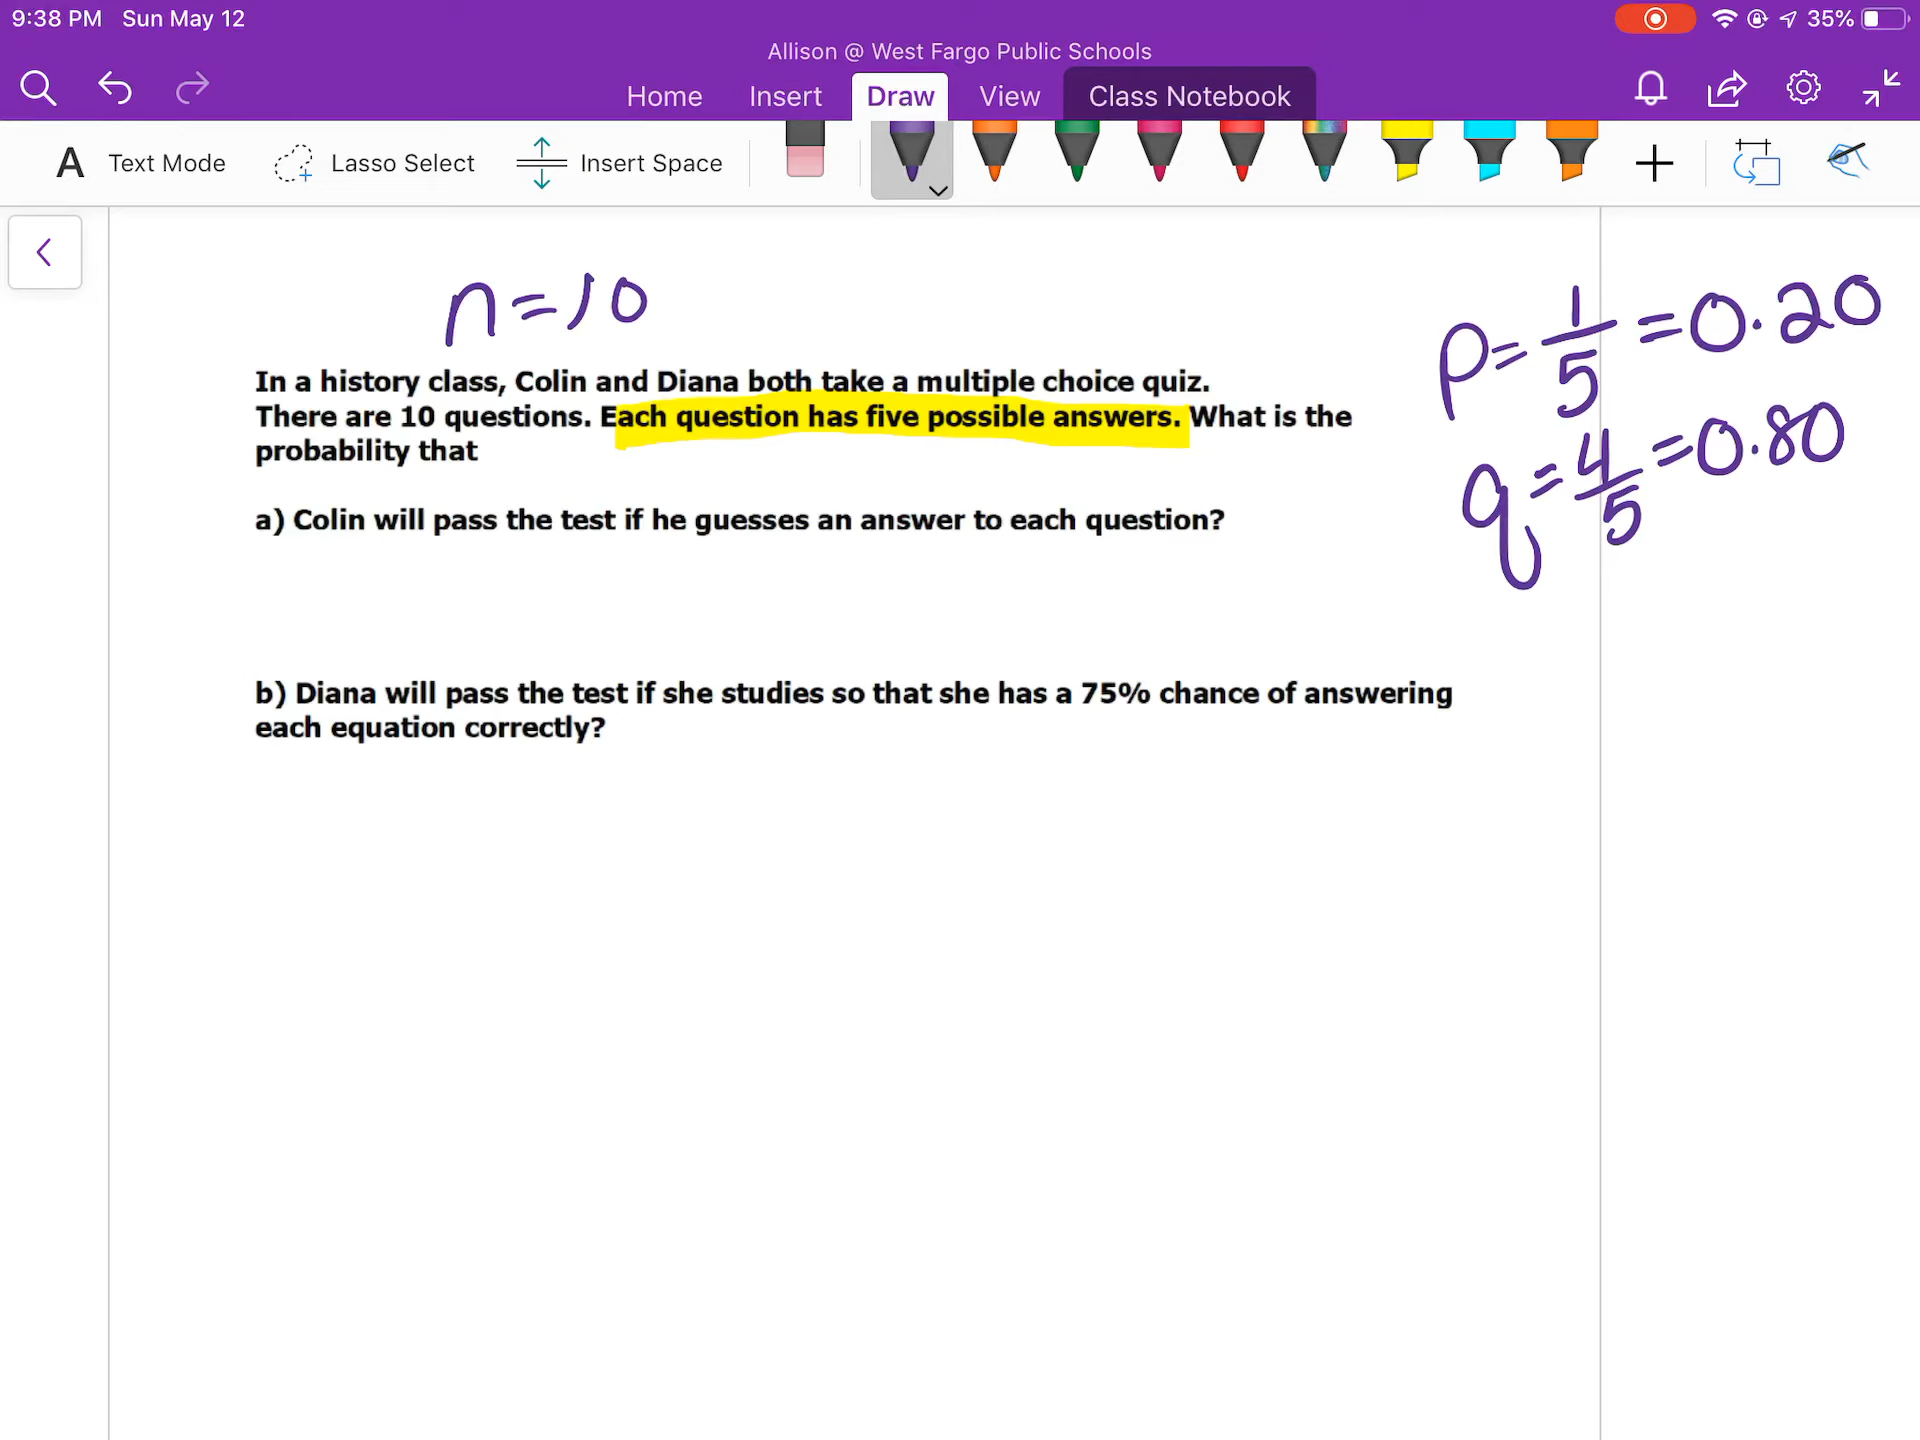 9:38 PM Sun May 12
35%
Allison @ West Fargo Public Schools
Home Insert Draw View Class Notebook
A Text Mode Lasso Select Insert Space
n=10
p=1/5=0.20
In a history class, Colin and Diana both take a multiple choice quiz.
There are 10 questions. Each question has five possible answers. What is the
probability that
q=4/5=0.80
a) Colin will pass the test if he guesses an answer to each question?
b) Diana will pass the test if she studies so that she has a 75% chance of answering
each equation correctly?